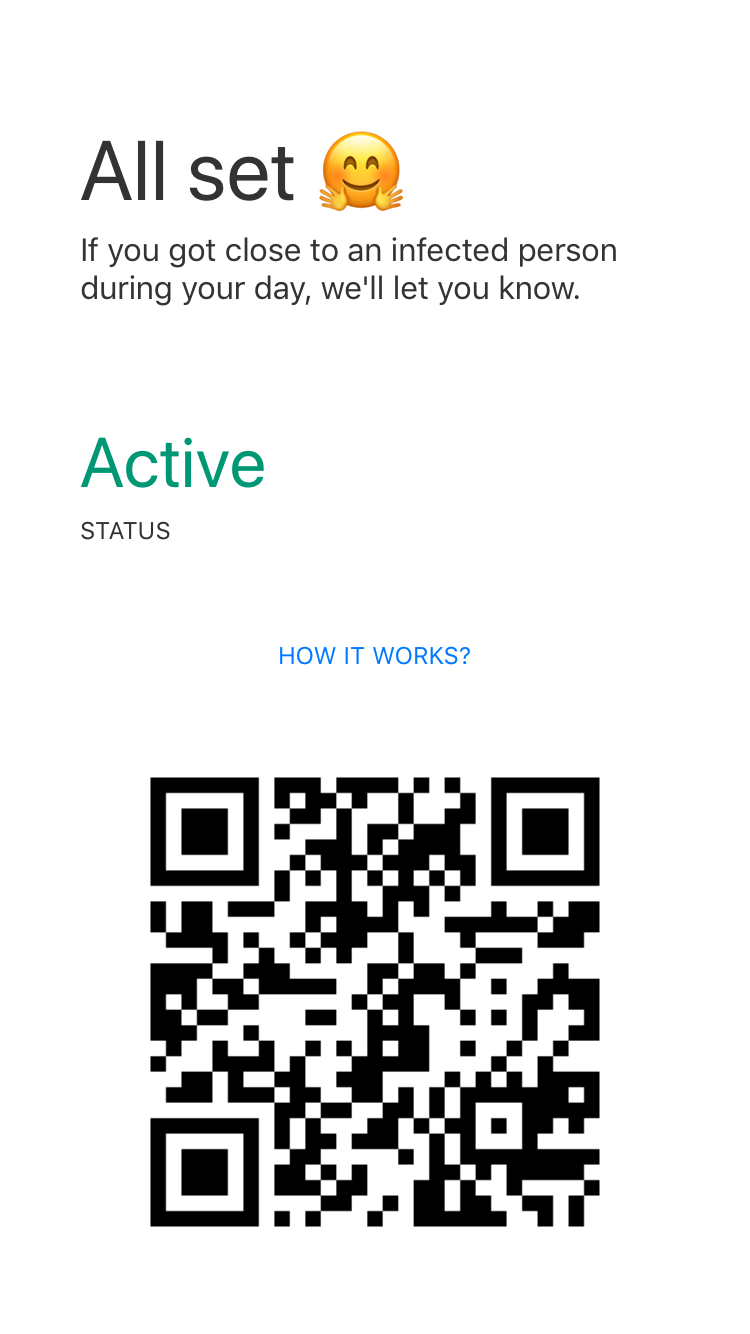 All set 🤗
If you got close to an infected person
during your day, we'll let you know.
Active
STATUS
HOW IT WORKS?